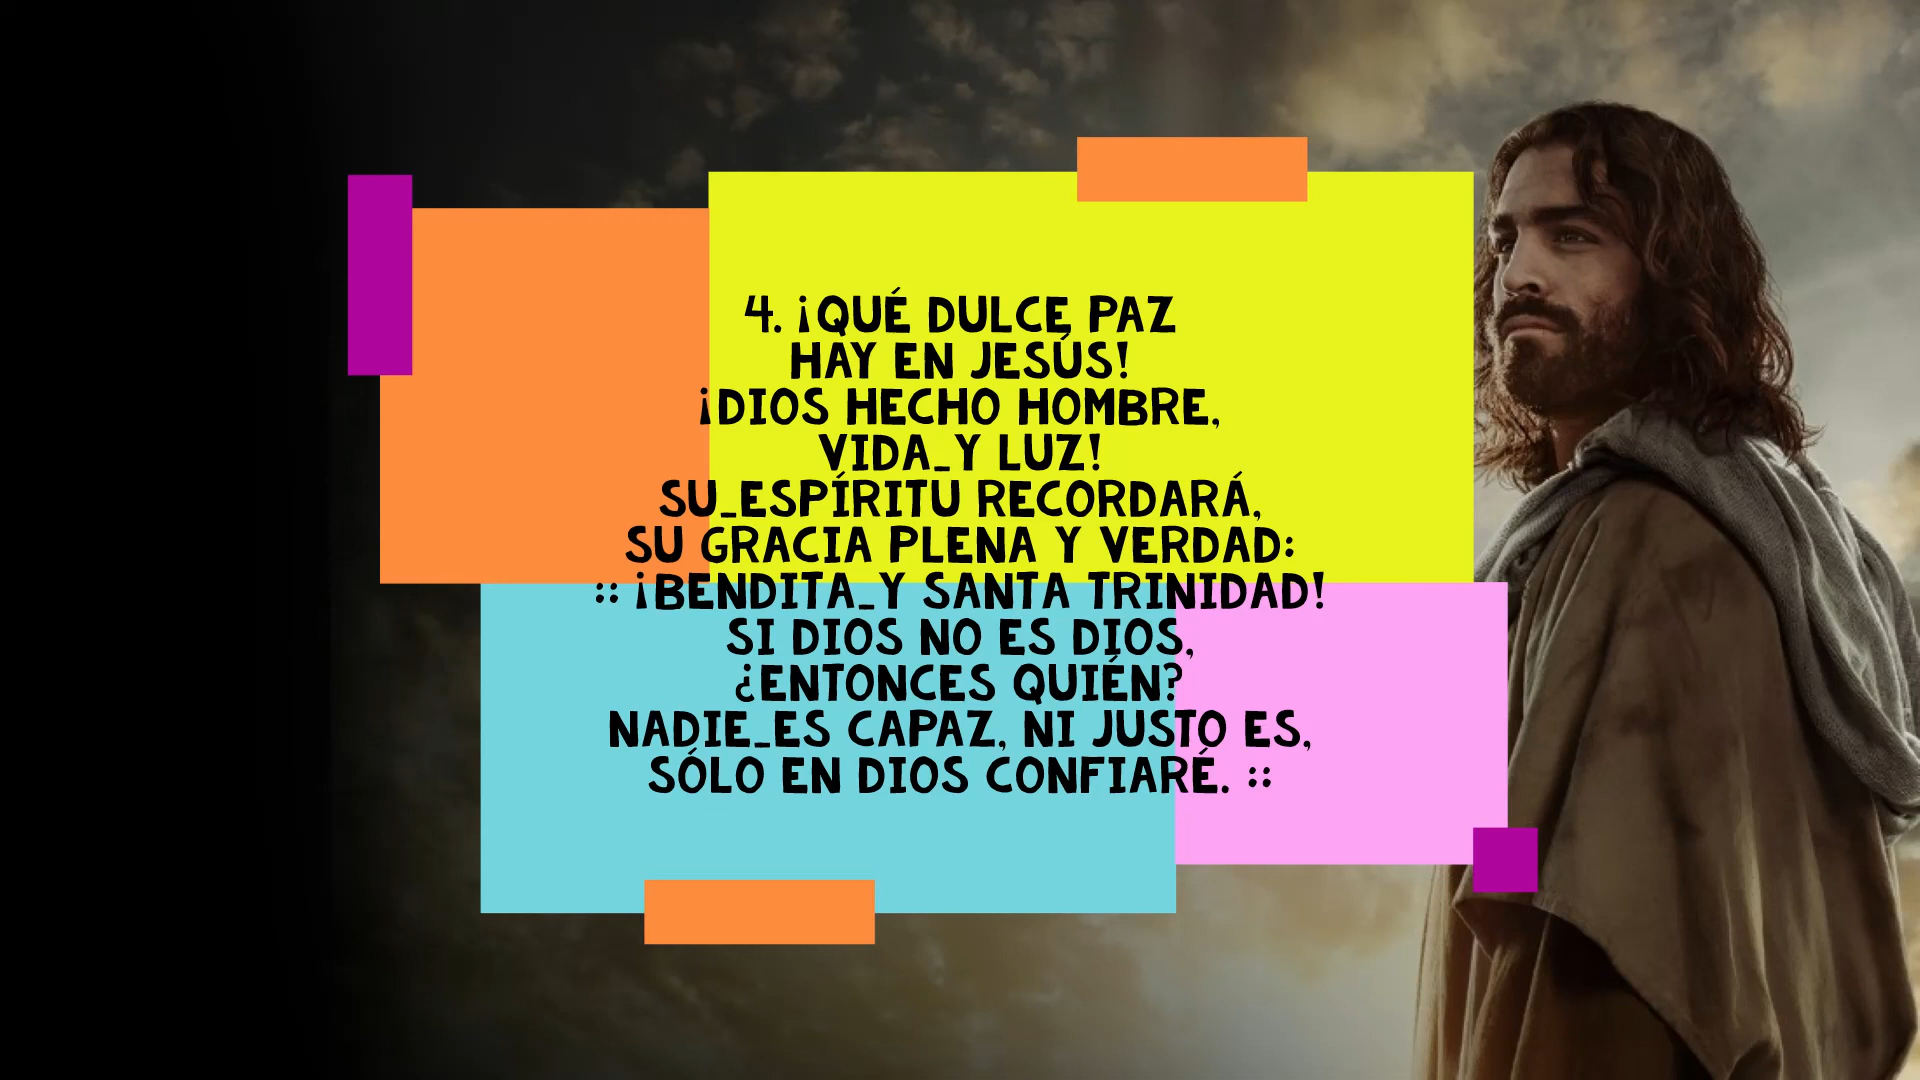 4. ¡QUÉ DULCE PAZ
HAY EN JESÚS!
¡DIOS HECHO HOMBRE,
VIDA_Y LUZ!
SU_ESPÍRITU RECORDARÁ,
SU GRACIA PLENA Y VERDAD:
:: ¡BENDITA_Y SANTA TRINIDAD!
SI DIOS NO ES DIOS,
¿ENTONCES QUIÉN?
NADIE_ES CAPAZ, NI JUSTO ES,
SÓLO EN DIOS CONFIARÉ. ::